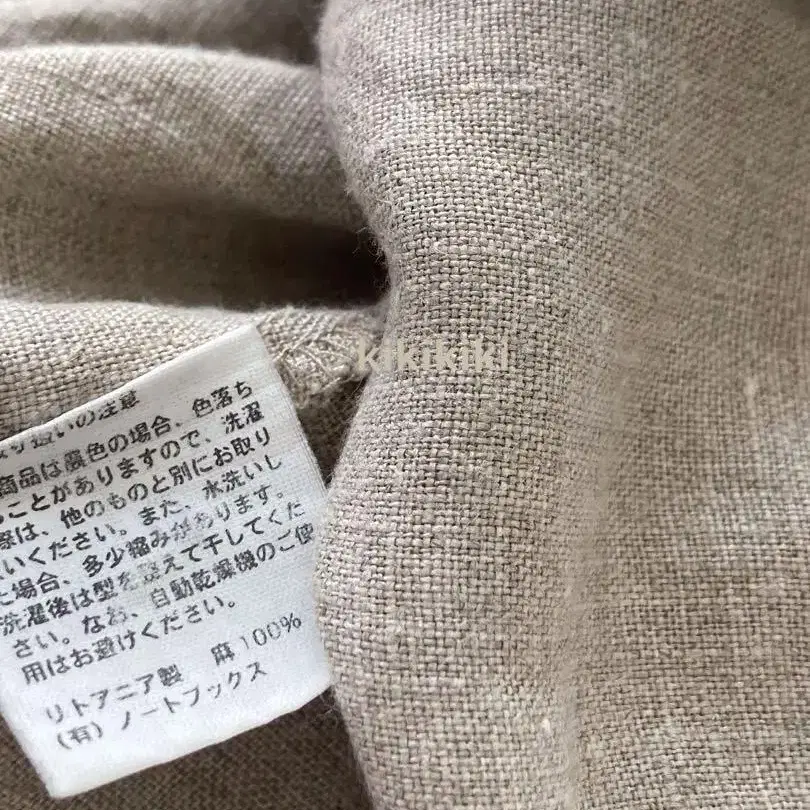 kikikiki
取り扱いの注意
商品は濃色の場合、色落ち
ことがありますので、洗濯
際は、他のものと別にお取り
いください。また、水洗いし
た場合、多少縮みがあります。
洗濯後は型を整えて干してくだ
さい。なお、自動乾燥機のご使
用はお避けください。
リトアニア製 麻100%
(有)ノートブックス